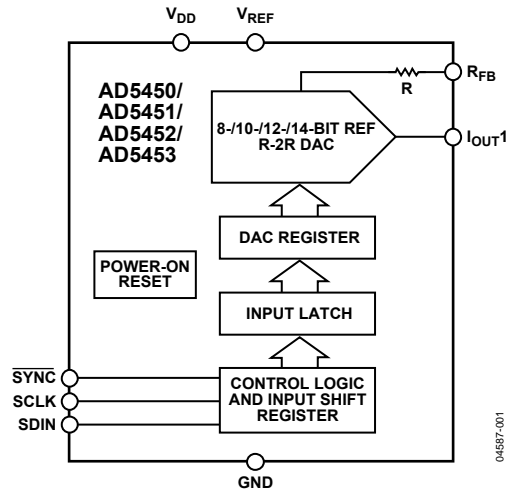 VDD
VREF
AD5450/
AD5451/
AD5452/
AD5453
RFB
R
8-/10-/12-/14-BIT REF
R-2R DAC
IOUT1
DAC REGISTER
POWER-ON
RESET
INPUT LATCH
SYNC
SCLK
SDIN
CONTROL LOGIC
AND INPUT SHIFT
REGISTER
GND
04587-001